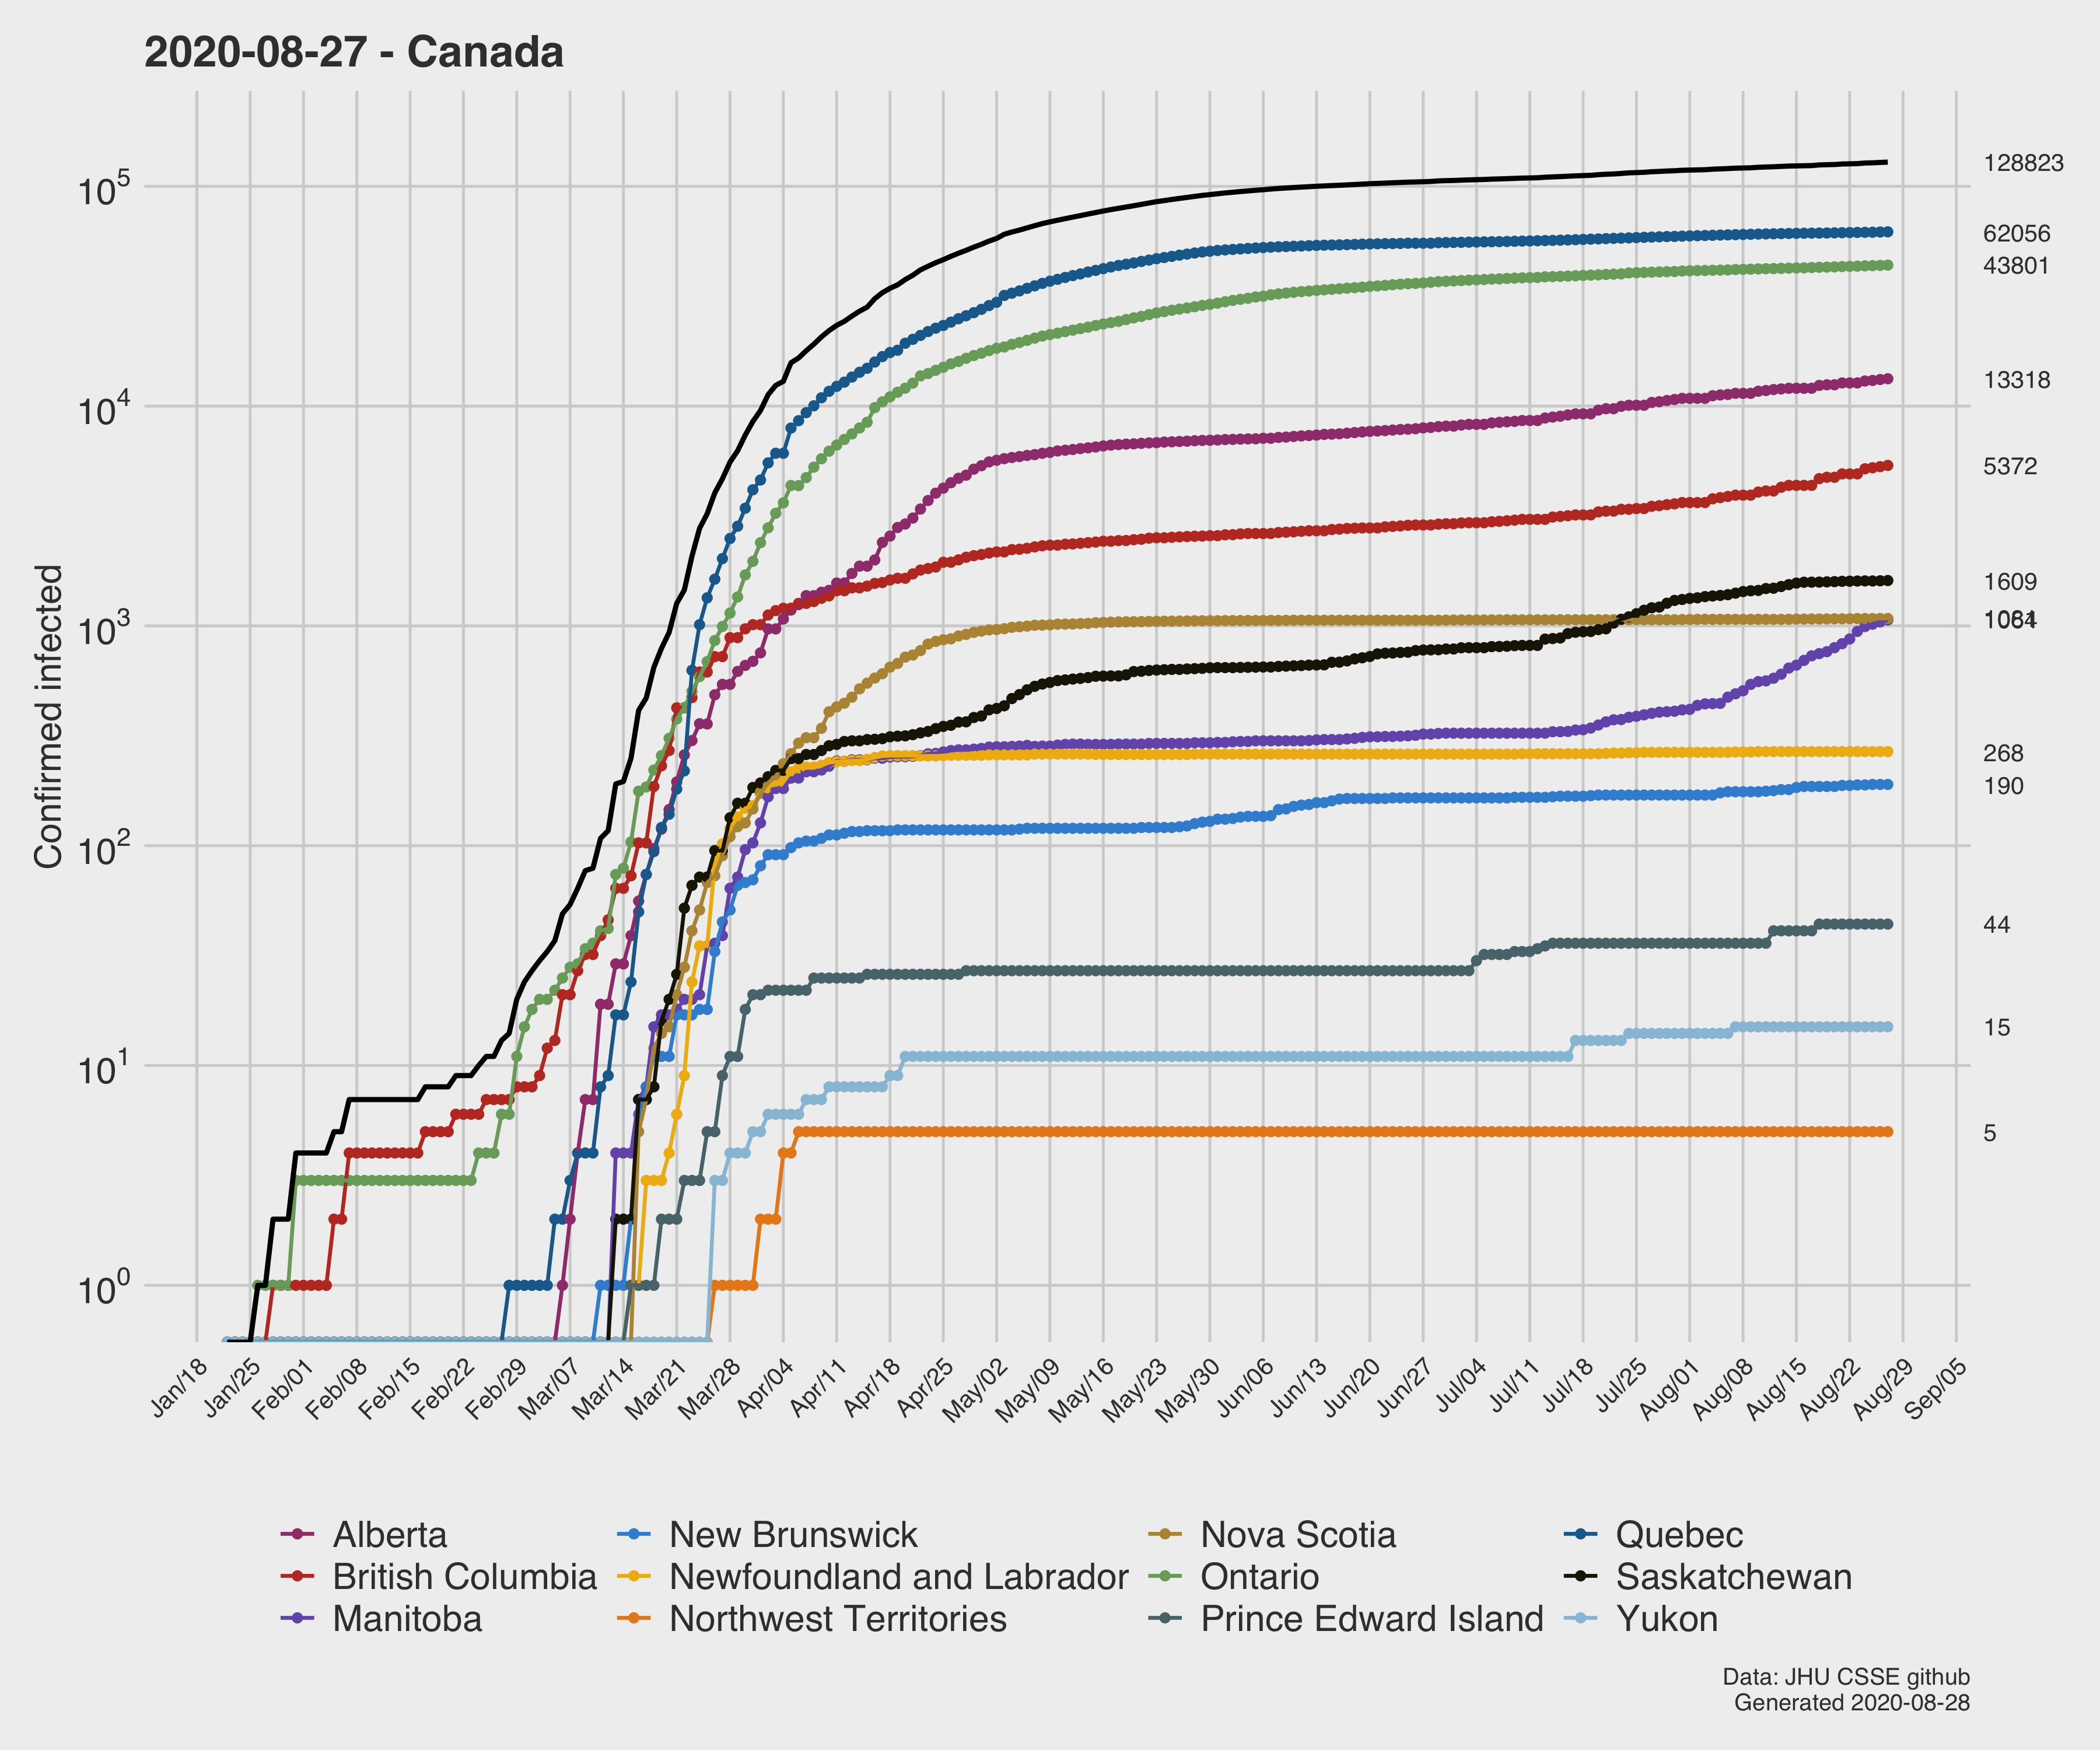 2020-08-27 - Canada
Confirmed infected
10^5
10^4
10^3
10^2
10^1
10^0
128823
62056
43801
13318
5372
1609
268
190
44
15
5
Jan/18
Jan/25
Feb/01
Feb/08
Feb/15
Feb/22
Feb/29
Mar/07
Mar/14
Mar/21
Mar/28
Apr/04
Apr/11
Apr/18
Apr/25
May/02
May/09
May/16
May/23
May/30
Jun/06
Jun/13
Jun/20
Jun/27
Jul/04
Jul/11
Jul/18
Jul/25
Aug/01
Aug/08
Aug/15
Aug/22
Aug/29
Sep/05
Alberta
New Brunswick
Nova Scotia
Quebec
British Columbia
Newfoundland and Labrador
Ontario
Saskatchewan
Manitoba
Northwest Territories
Prince Edward Island
Yukon
Data: JHU CSSE github
Generated 2020-08-28